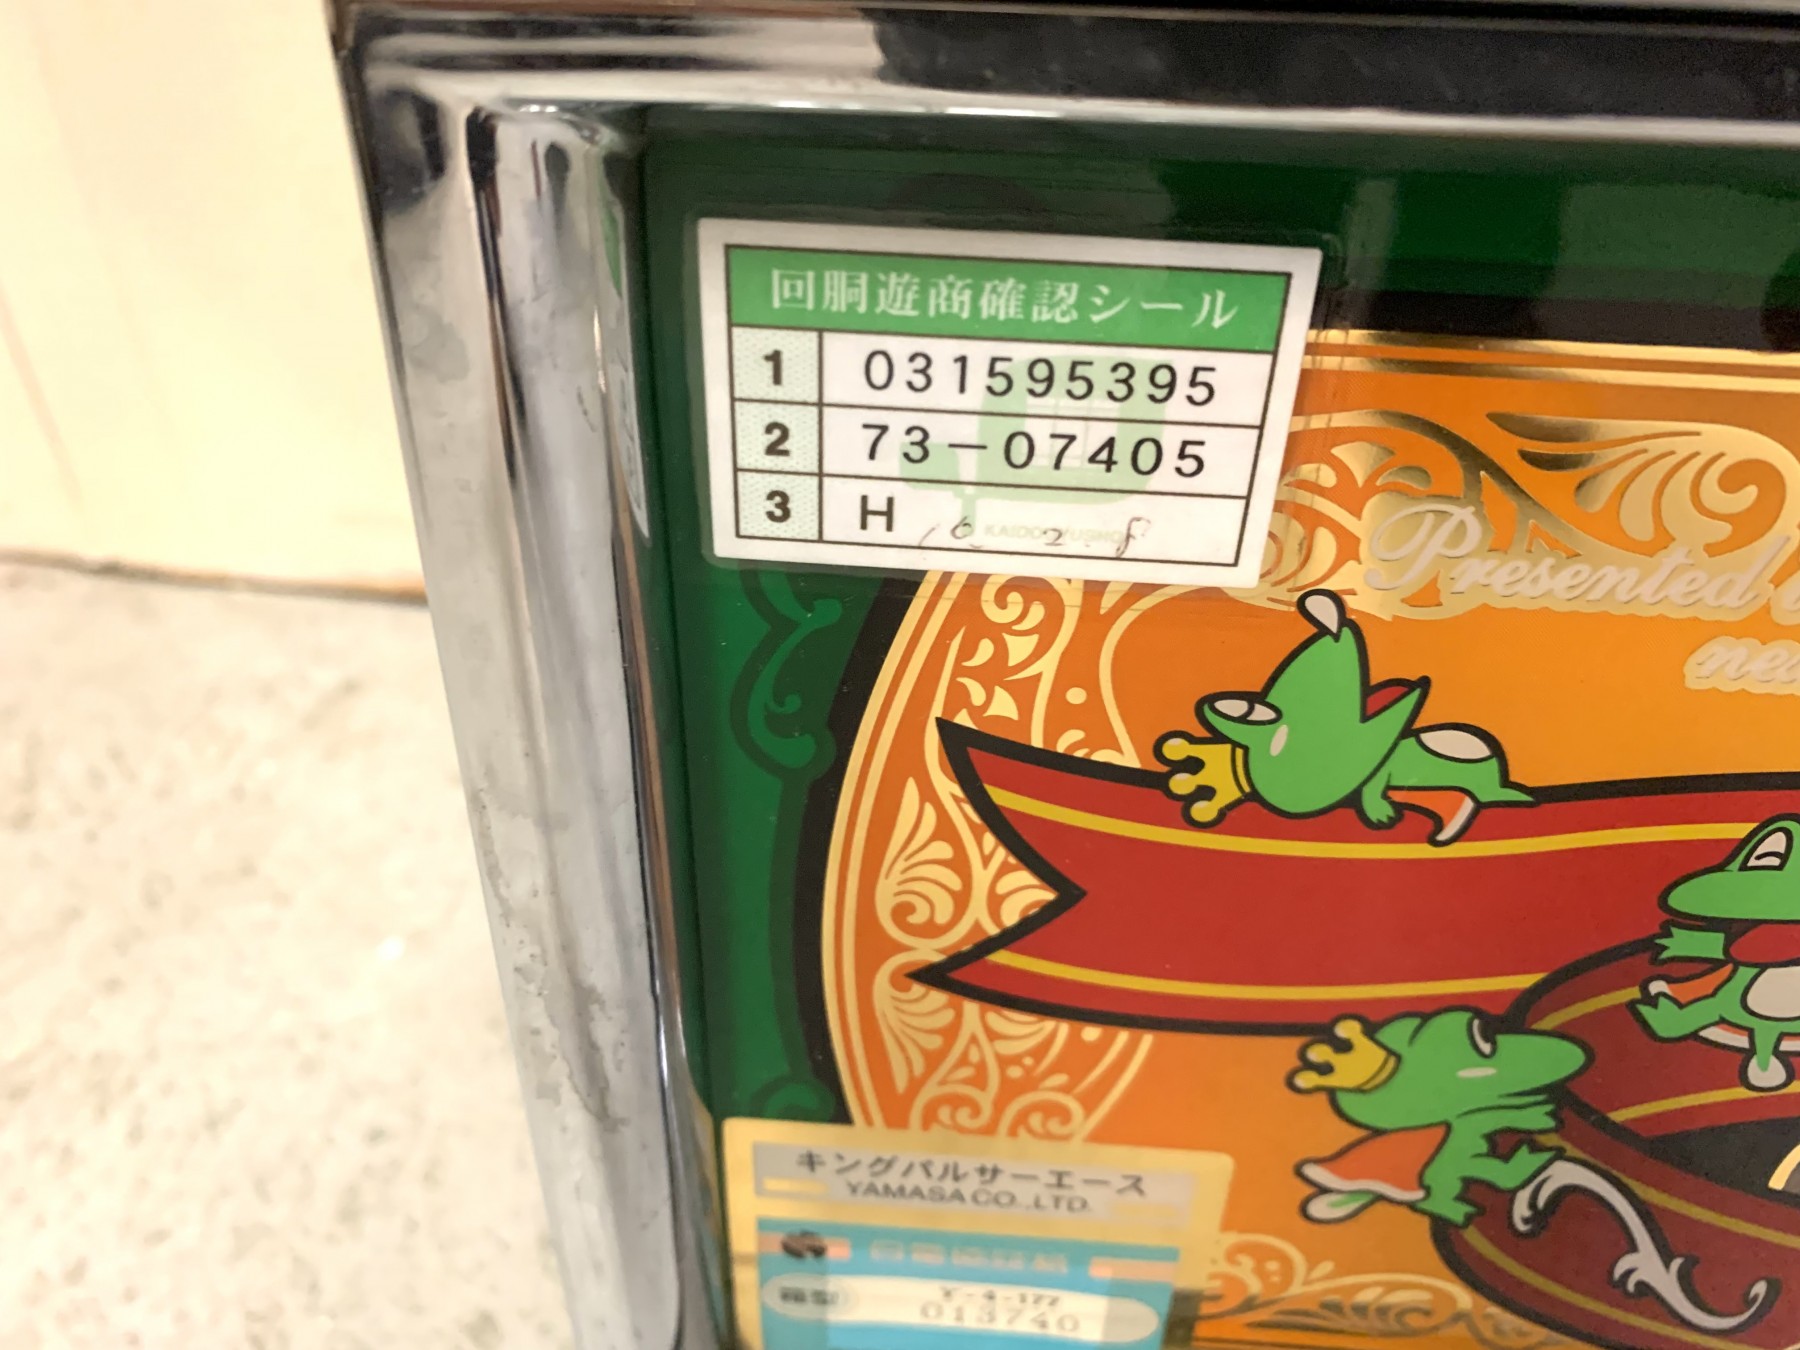 回胴遊商確認シール
1 031595395
2 73-07405
3 H
Presented
キングパルサーエース
YAMASA CO.,LTD.
013740